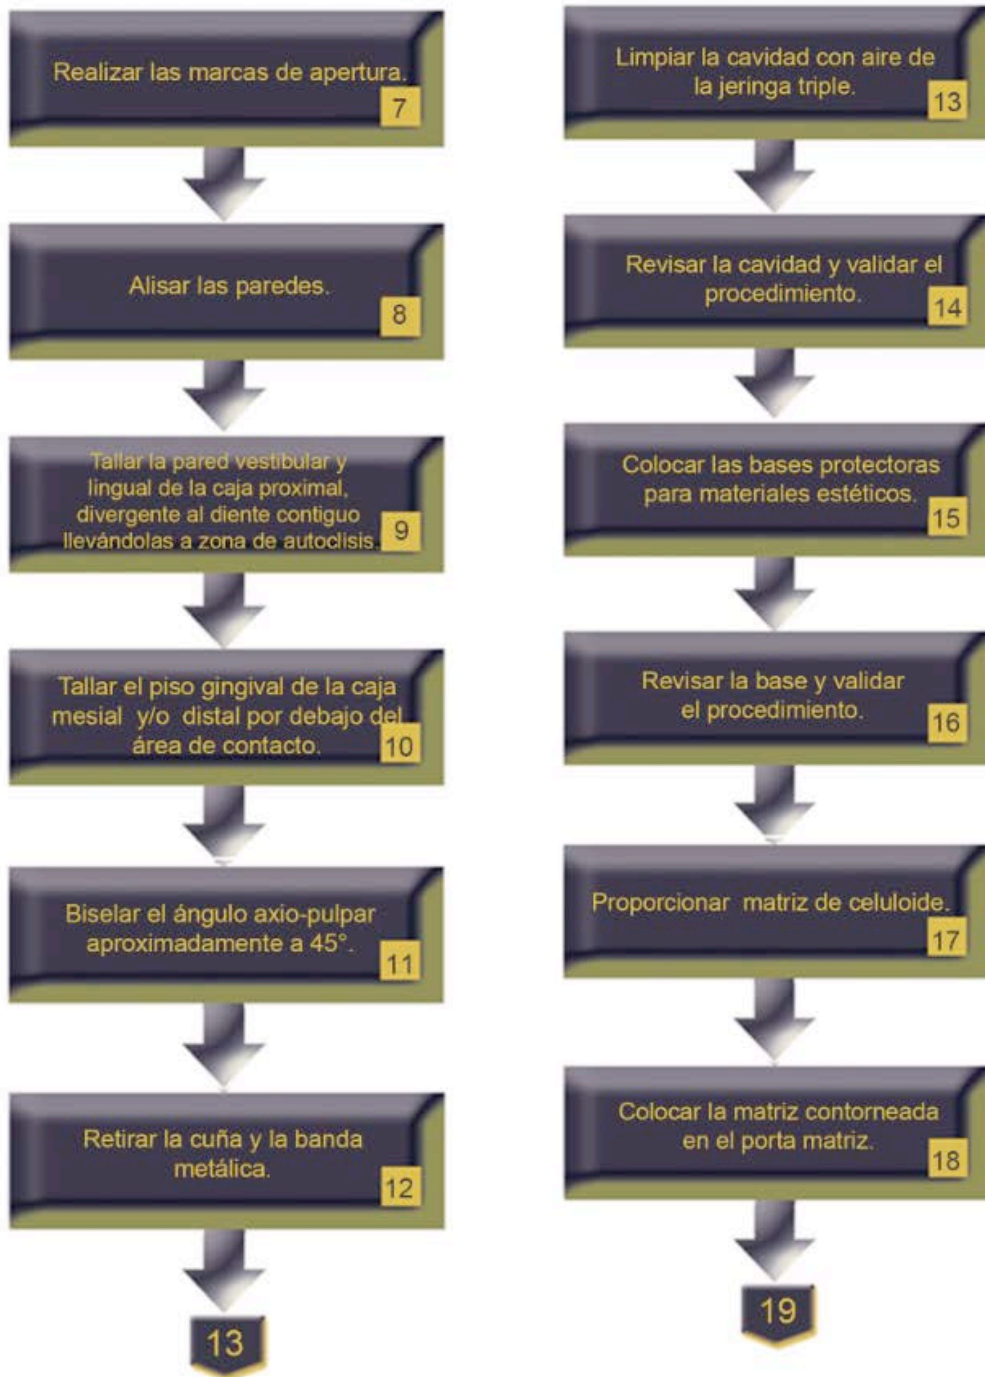 Realizar las marcas de apertura.
7
Alisar las paredes.
8
Tallar la pared vestibular y
lingual de la caja proximal,
divergente al diente contiguo
llevándolas a zona de autoclisis.
9
Tallar el piso gingival de la caja
mesial y/o distal por debajo del
área de contacto.
10
Biselar el ángulo axio-pulpar
aproximadamente a 45°.
11
Retirar la cuña y la banda
metálica.
12
13
Limpiar la cavidad con aire de
la jeringa triple.
13
Revisar la cavidad y validar el
procedimiento.
14
Colocar las bases protectoras
para materiales estéticos.
15
Revisar la base y validar
el procedimiento.
16
Proporcionar matriz de celuloide.
17
Colocar la matriz contorneada
en el porta matriz.
18
19